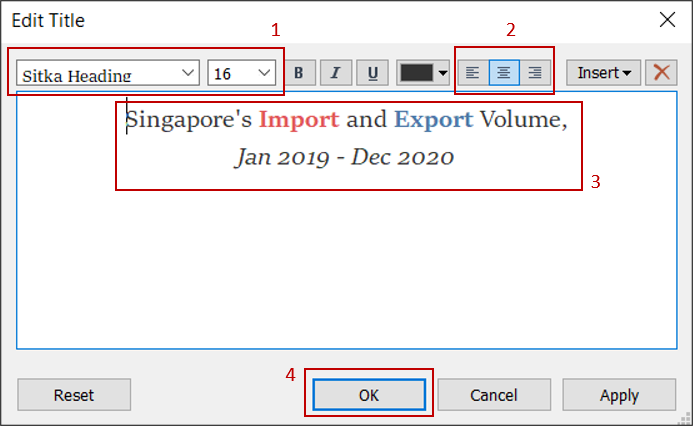 Edit Title
1
2
Sitka Heading 16 B I U Insert
Singapore's Import and Export Volume,
Jan 2019 - Dec 2020
3
4
Reset OK Cancel Apply